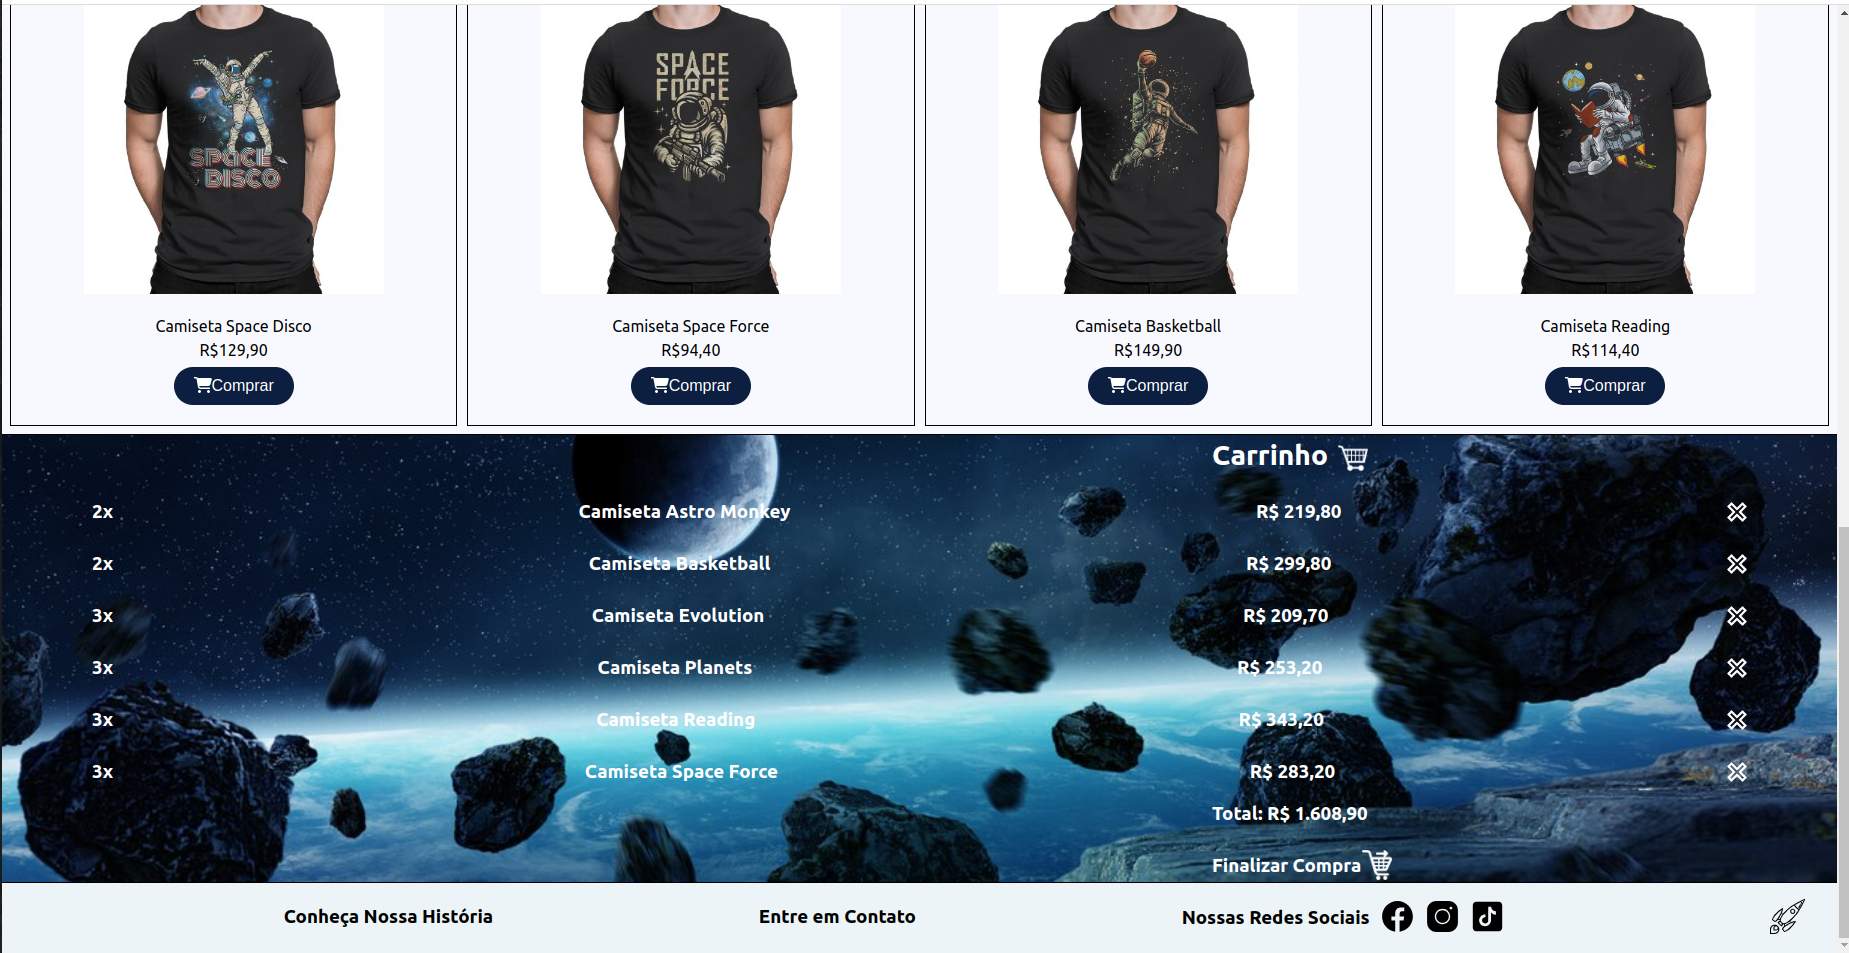 SPACE
DISCO
SPACE
FORCE
Camiseta Space Disco
R$129,90
Comprar
Camiseta Space Force
R$94,40
Comprar
Camiseta Basketball
R$149,90
Comprar
Camiseta Reading
R$114,40
Comprar
Carrinho
2x Camiseta Astro Monkey R$ 219,80
2x Camiseta Basketball R$ 299,80
3x Camiseta Evolution R$ 209,70
3x Camiseta Planets R$ 253,20
3x Camiseta Reading R$ 343,20
3x Camiseta Space Force R$ 283,20
Total: R$ 1.608,90
Finalizar Compra
Conheça Nossa História Entre em Contato Nossas Redes Sociais